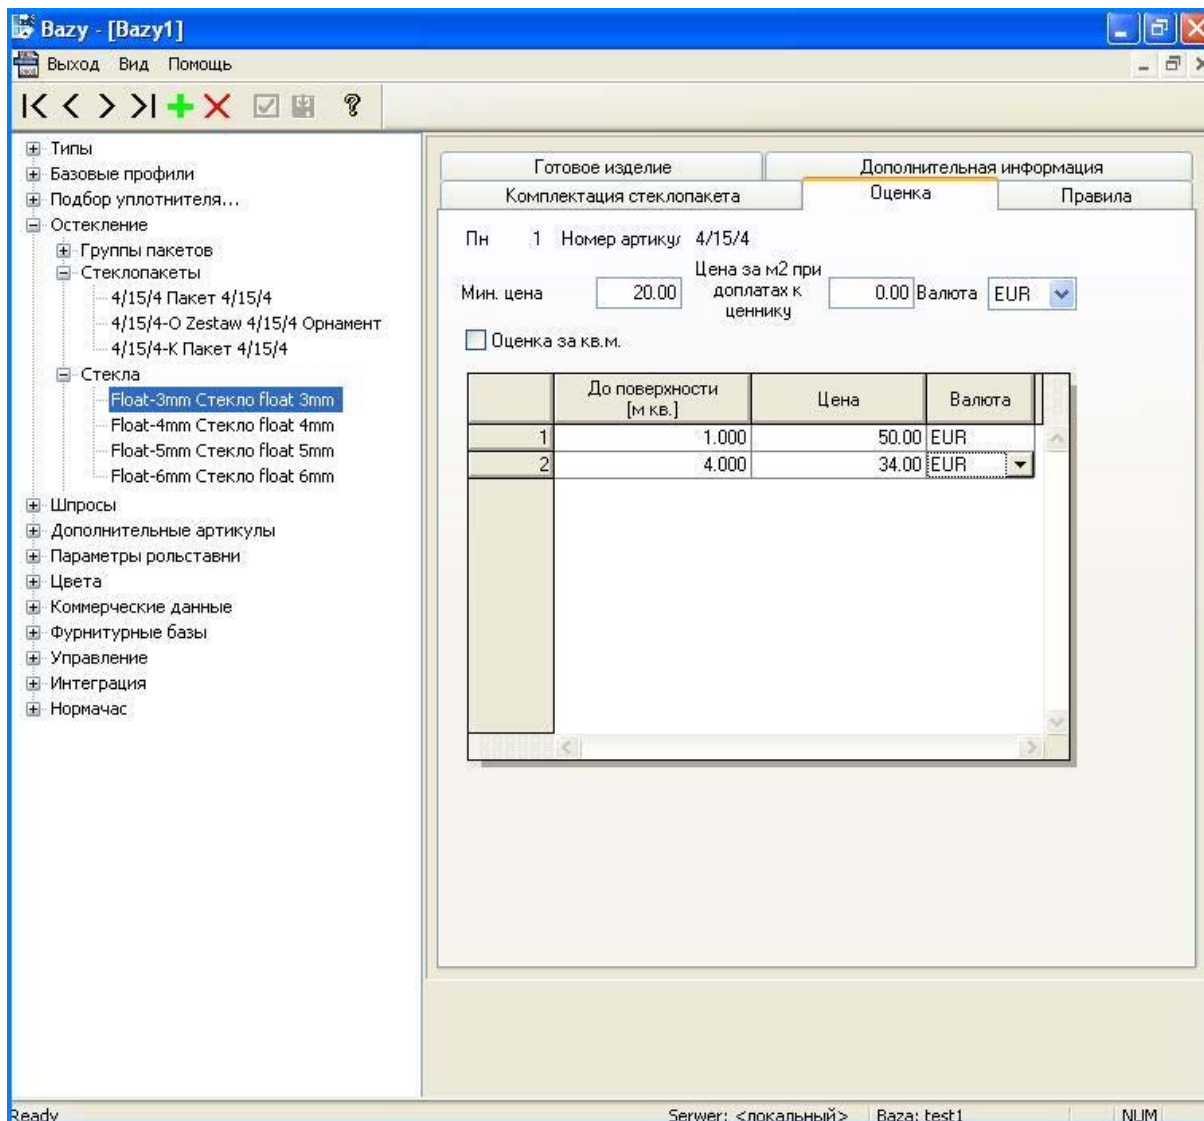 Bazy - [Bazy1]
Выход Вид Помощь
Типы
Базовые профили
Подбор уплотнителя...
Остекление
Группы пакетов
Стеклопакеты
4/15/4 Пакет 4/15/4
4/15/4-O Zestaw 4/15/4 Орнамент
4/15/4-К Пакет 4/15/4
Стекла
Float-3mm Стекло float 3mm
Float-4mm Стекло float 4mm
Float-5mm Стекло float 5mm
Float-6mm Стекло float 6mm
Шпросы
Дополнительные артикулы
Параметры рольставни
Цвета
Коммерческие данные
Фурнитурные базы
Управление
Интеграция
Нормачас
Готовое изделие Дополнительная информация
Комплектация стеклопакета Оценка Правила
Пн 1 Номер артику 4/15/4
Мин. цена 20.00 Цена за м2 при доплатах к ценнику 0.00 Валюта EUR
Оценка за кв.м.
До поверхности [м кв.] Цена Валюта
1 1.000 50.00 EUR
2 4.000 34.00 EUR
Ready Serwer: <локальный> Baza: test1 NUM